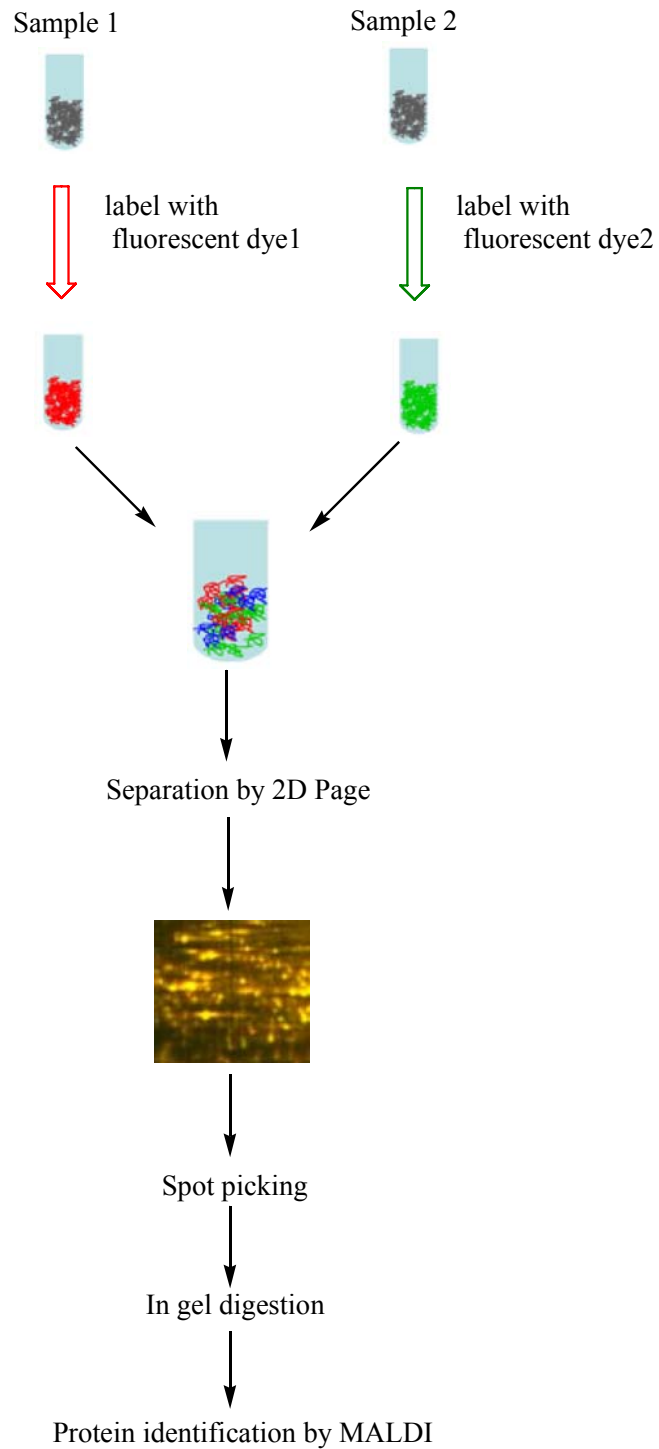 Sample 1
Sample 2
label with
fluorescent dye1
label with
fluorescent dye2
Separation by 2D Page
Spot picking
In gel digestion
Protein identification by MALDI